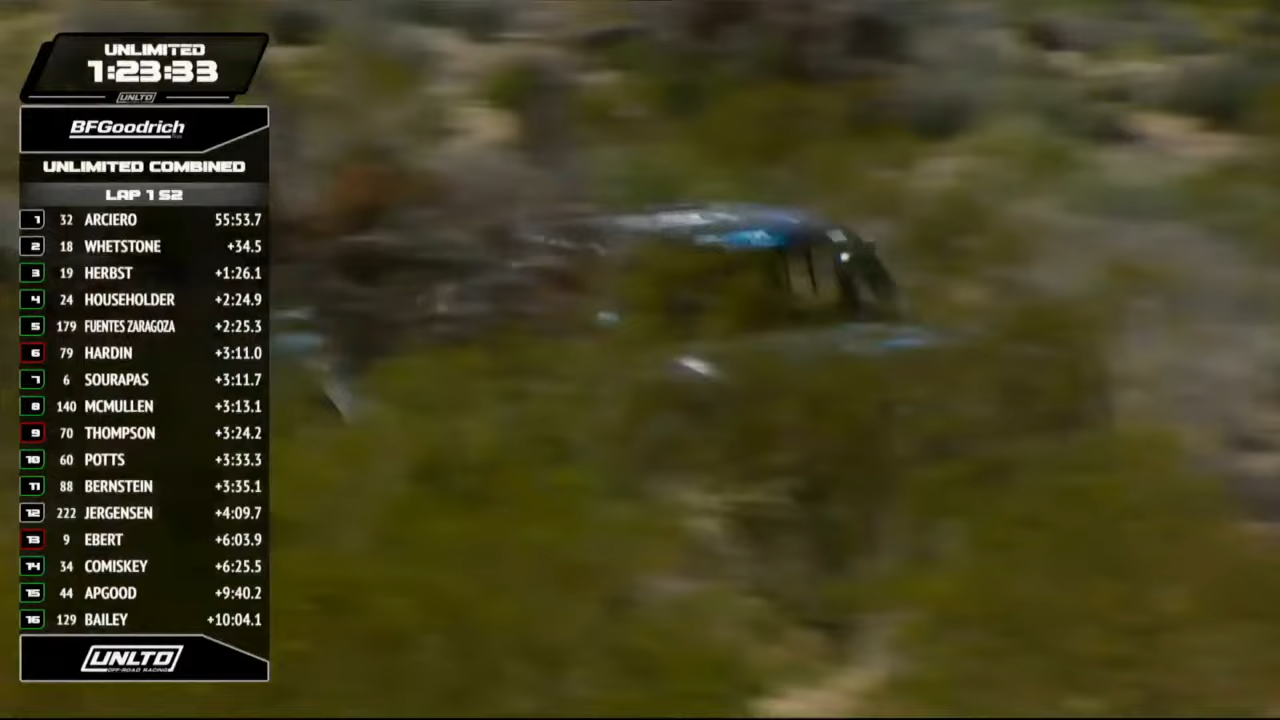 UNLIMITED
1:23:33
UNLTD
BFGoodrich
UNLIMITED COMBINED
LAP 1 S2
1 32 ARCIERO 55:53.7
2 18 WHETSTONE +34.5
3 19 HERBST +1:26.1
4 24 HOUSEHOLDER +2:24.9
5 179 FUENTES ZARAGOZA +2:25.3
6 79 HARDIN +3:11.0
7 6 SOURAPAS +3:11.7
8 140 MCMULLEN +3:13.1
9 70 THOMPSON +3:24.2
10 60 POTTS +3:33.3
11 88 BERNSTEIN +3:35.1
12 222 JERGENSEN +4:09.7
13 9 EBERT +6:03.9
14 34 COMISKEY +6:25.5
15 44 APGOOD +9:40.2
16 129 BAILEY +10:04.1
UNLTD
OFF-ROAD RACING